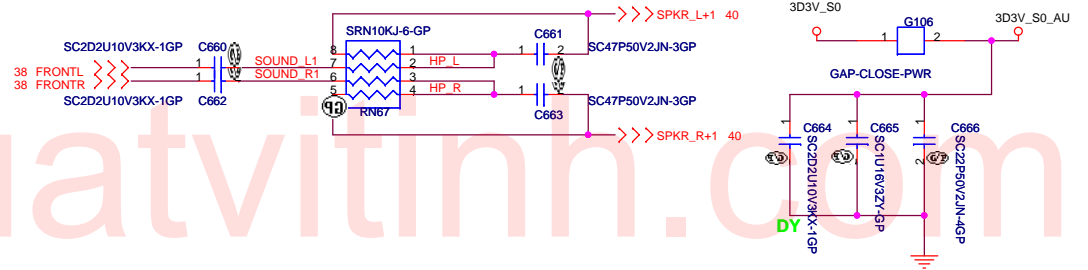 SPKR_L+1 40
3D3V_S0
G106
3D3V_S0_AU
SRN10KJ-6-GP
C661
SC2D2U10V3KX-1GP
C660
SC47P50V2JN-3GP
1 2
1 2
8 1
7 2
6 3
5 4
SOUND_L1
HP_L
38 FRONTL
SOUND_R1
38 FRONTR
HP_R
1
1
1
GAP-CLOSE-PWR
SC2D2U10V3KX-1GP
C662
RN67
C663
SC47P50V2JN-3GP
SPKR_R+1 40
1
1
1
C664
C665
C666
SC2D2U10V3KX-1GP
SC1U16V3ZY-GP
SC22P50V2JN-4GP
2
DY
uatvitinh.com